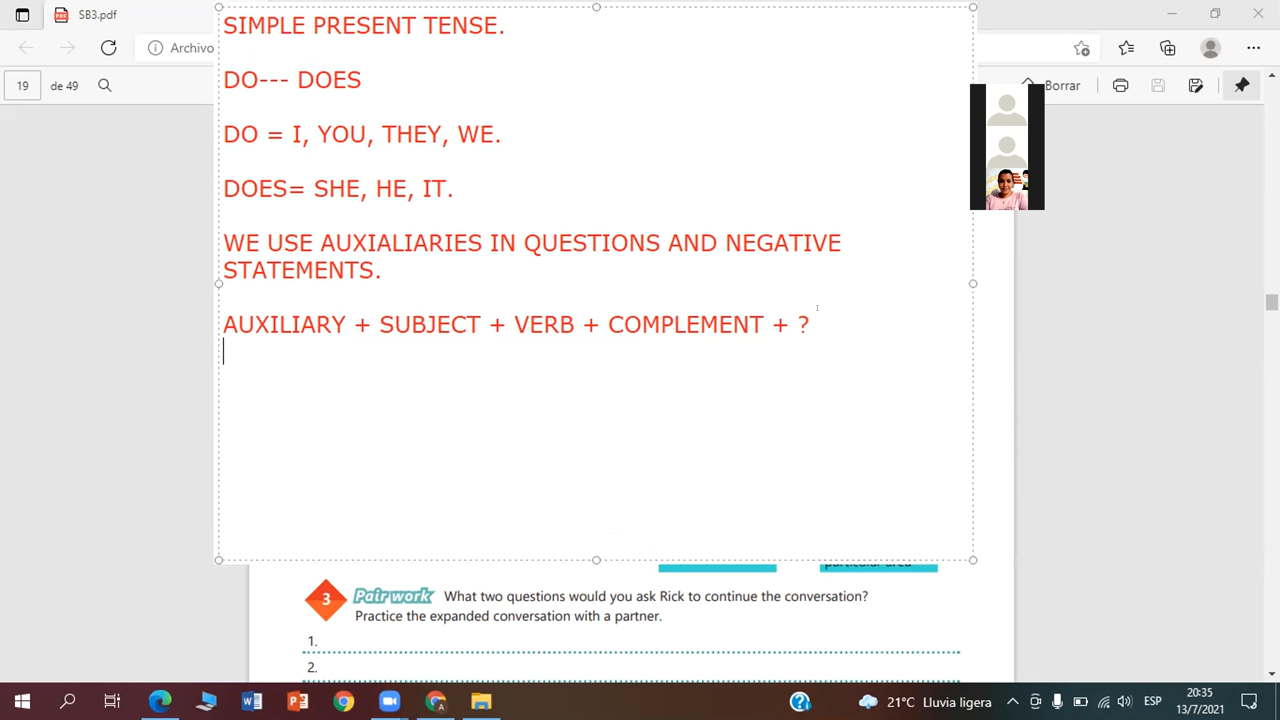 SB3.pdf
Archivo
19 de 49
Borrar
SIMPLE PRESENT TENSE.
DO--- DOES
DO = I, YOU, THEY, WE.
DOES= SHE, HE, IT.
WE USE AUXIALIARIES IN QUESTIONS AND NEGATIVE
STATEMENTS.
AUXILIARY + SUBJECT + VERB + COMPLEMENT + ?
particular area
3 Pair work What two questions would you ask Rick to continue the conversation?
Practice the expanded conversation with a partner.
1.
2.
21°C Lluvia ligera
ESP
20:35
13/7/2021